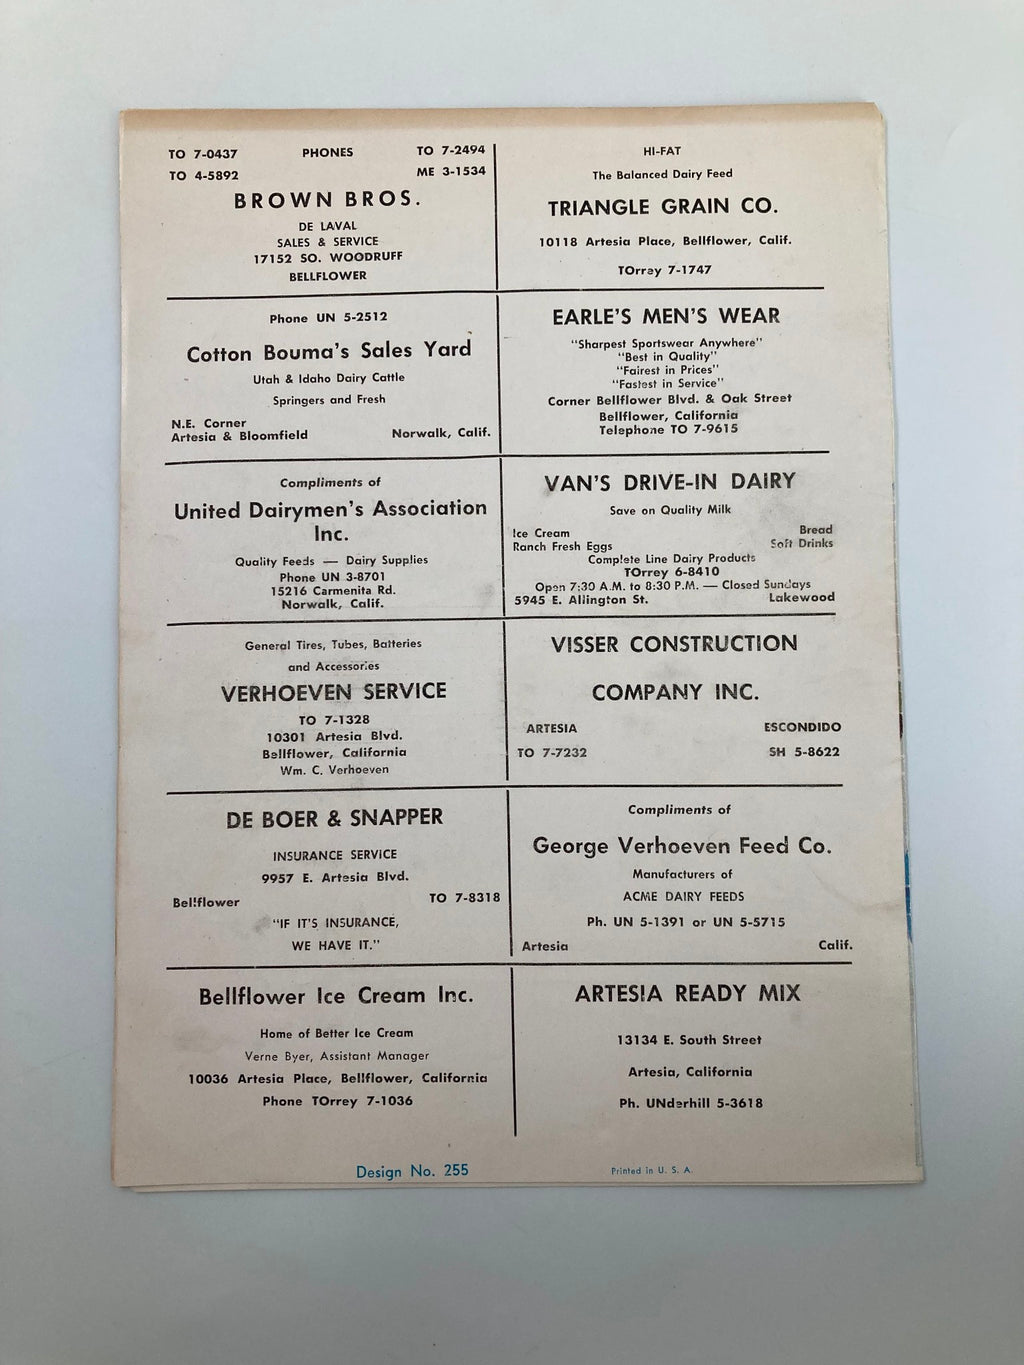 TO 7-0437 PHONES TO 7-2494
TO 4-5892 ME 3-1534
BROWN BROS.
DE LAVAL
SALES & SERVICE
17152 SO. WOODRUFF
BELLFLOWER
HI-FAT
The Balanced Dairy Feed
TRIANGLE GRAIN CO.
10118 Artesia Place, Bellflower, Calif.
TOrrey 7-1747
Phone UN 5-2512
Cotton Bouma's Sales Yard
Utah & Idaho Dairy Cattle
Springers and Fresh
N.E. Corner
Artesia & Bloomfield Norwalk, Calif.
EARLE'S MEN'S WEAR
"Sharpest Sportswear Anywhere"
"Best in Quality"
"Fairest in Prices"
"Fastest in Service"
Corner Bellflower Blvd. & Oak Street
Bellflower, California
Telephone TO 7-9615
Compliments of
United Dairymen's Association
Inc.
Quality Feeds — Dairy Supplies
Phone UN 3-8701
15216 Carmenita Rd.
Norwalk, Calif.
VAN'S DRIVE-IN DAIRY
Save on Quality Milk
Ice Cream Bread
Ranch Fresh Eggs Soft Drinks
Complete Line Dairy Products
TOrrey 6-8410
Open 7:30 A.M. to 8:30 P.M. — Closed Sundays
5945 E. Allington St. Lakewood
General Tires, Tubes, Batteries
and Accessories
VERHOEVEN SERVICE
TO 7-1328
10301 Artesia Blvd.
Bellflower, California
Wm. C. Verhoeven
VISSER CONSTRUCTION
COMPANY INC.
ARTESIA ESCONDIDO
TO 7-7232 SH 5-8622
DE BOER & SNAPPER
INSURANCE SERVICE
9957 E. Artesia Blvd.
Bellflower TO 7-8318
"IF IT'S INSURANCE,
WE HAVE IT."
Compliments of
George Verhoeven Feed Co.
Manufacturers of
ACME DAIRY FEEDS
Ph. UN 5-1391 or UN 5-5715
Artesia Calif.
Bellflower Ice Cream Inc.
Home of Better Ice Cream
Verne Byer, Assistant Manager
10036 Artesia Place, Bellflower, California
Phone TOrrey 7-1036
ARTESIA READY MIX
13134 E. South Street
Artesia, California
Ph. UNderhill 5-3618
Design No. 255 Printed in U. S. A.